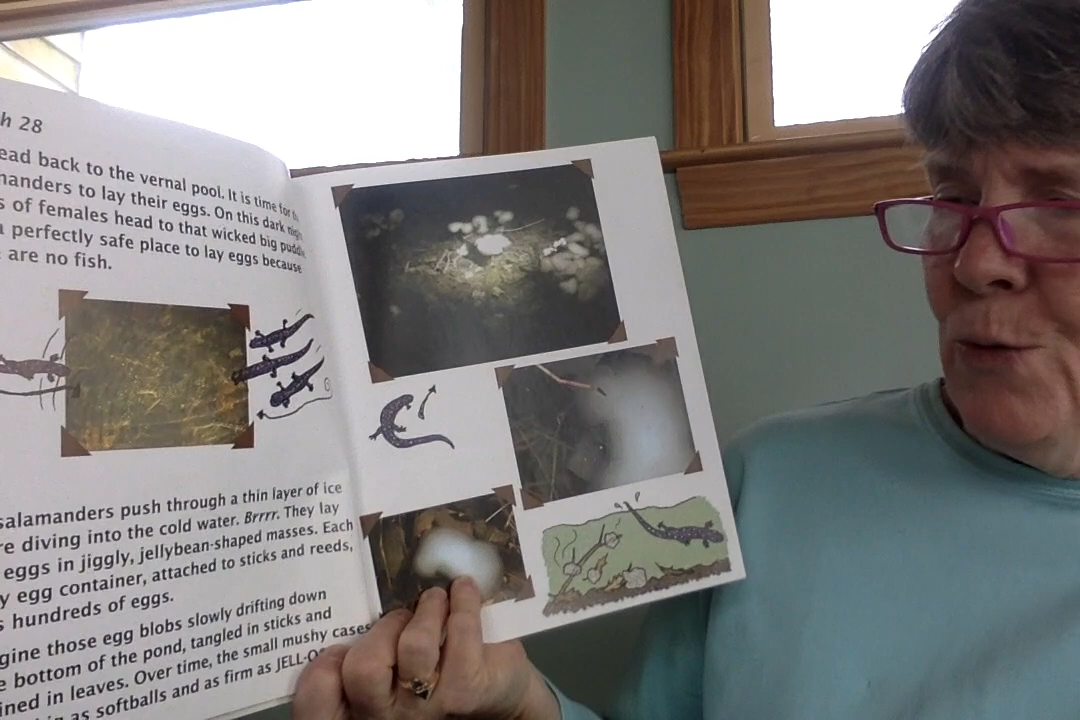 h 28
ead back to the vernal pool. It is time for
manders to lay their eggs. On this dark
s of females head to that wicked big
a perfectly safe place to lay eggs because
are no fish.
salamanders push through a thin layer of ice
re diving into the cold water. Brrrr. They lay
eggs in jiggly, jellybean-shaped masses. Each
y egg container, attached to sticks and reeds,
s hundreds of eggs.
gine those egg blobs slowly drifting down
e bottom of the pond, tangled in sticks and
ined in leaves. Over time, the small mushy cases
as softballs and as firm as JELL-O